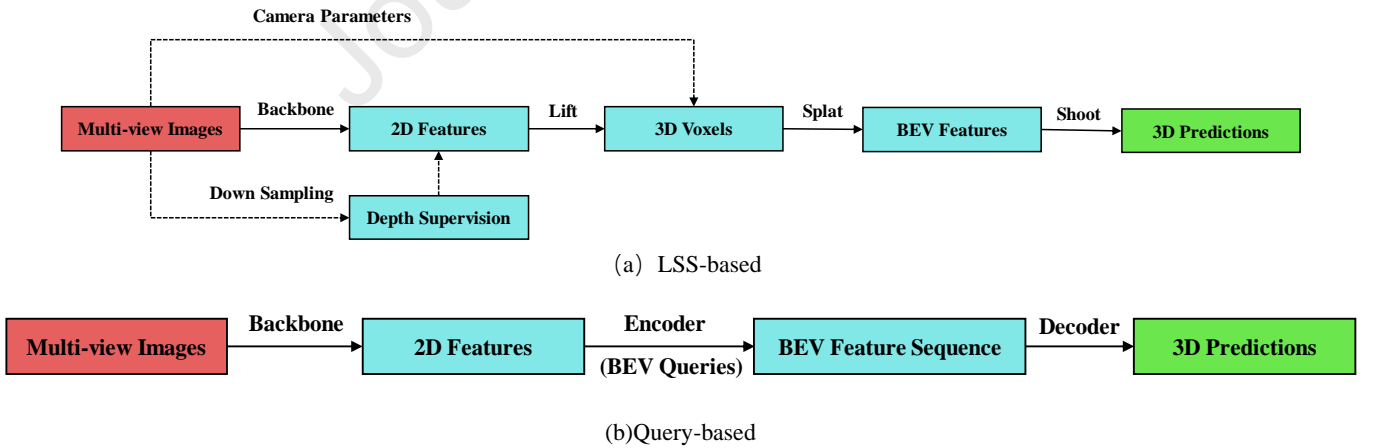 Camera Parameters
Multi-view Images
Backbone
2D Features
Lift
3D Voxels
Splat
BEV Features
Shoot
3D Predictions
Down Sampling
Depth Supervision
(a) LSS-based
Multi-view Images
Backbone
2D Features
Encoder
(BEV Queries)
BEV Feature Sequence
Decoder
3D Predictions
(b)Query-based